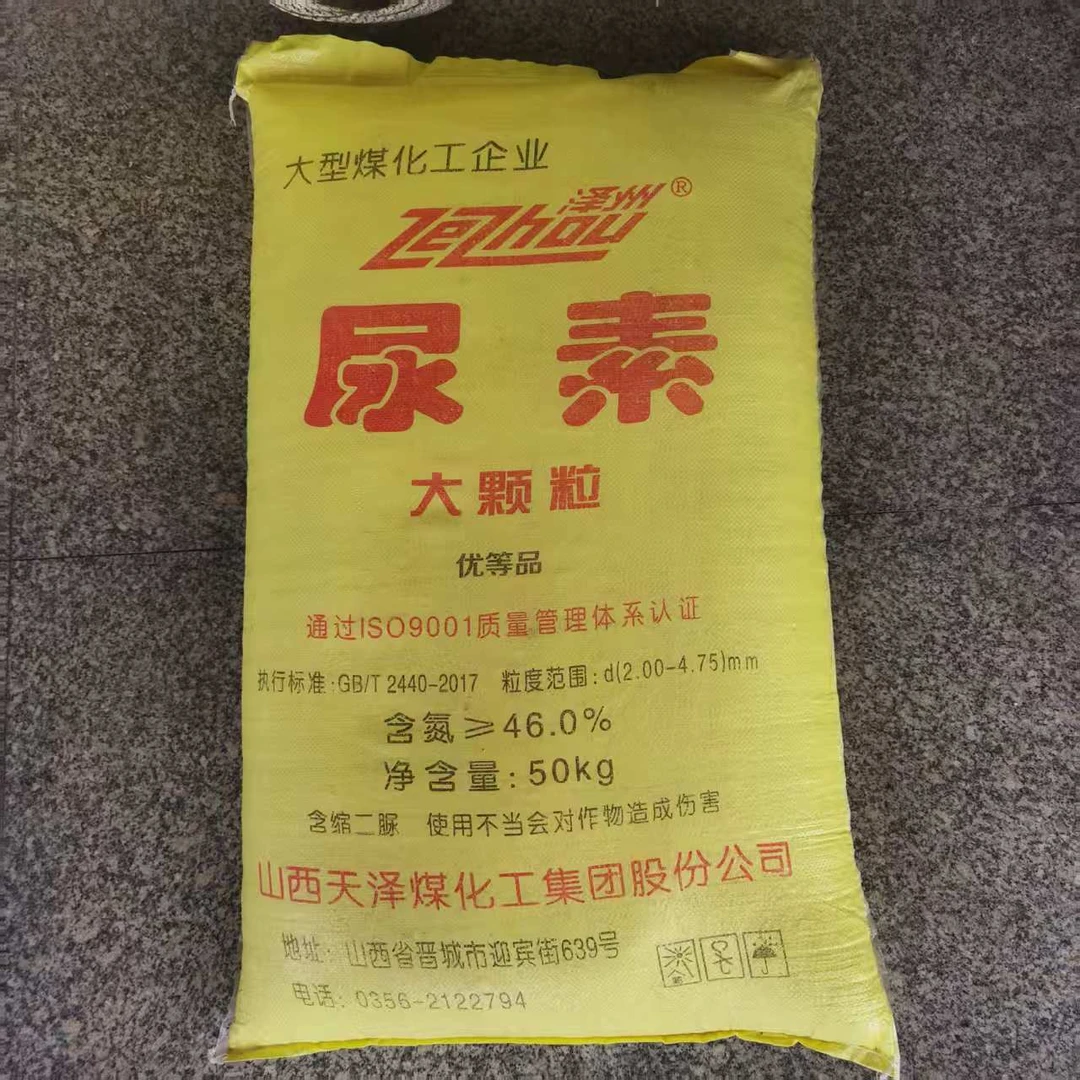 大型煤化工企业
泽州®
ZeZhou
尿素
大颗粒
优等品
通过ISO9001质量管理体系认证
执行标准:GB/T 2440-2017 粒度范围:d(2.00-4.75)mm
含氮≥46.0%
净含量:50kg
含缩二脲 使用不当会对作物造成伤害
山西天泽煤化工集团股份公司
地址:山西省晋城市迎宾街639号
电话:0356-2122794